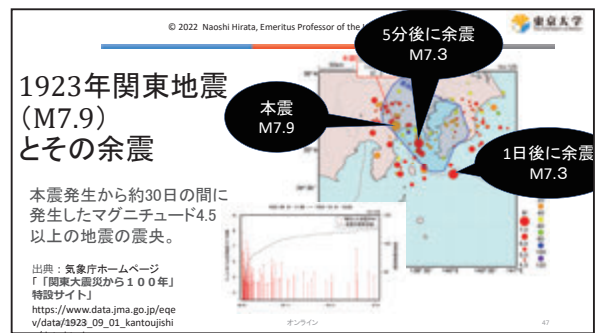 © 2022 Naoshi Hirata, Emeritus Professor of the
東京大学
5分後に余震
M7.3
1923年関東地震
（M7.9）
とその余震
本震
M7.9
1日後に余震
M7.3
本震発生から約30日の間に
発生したマグニチュード4.5
以上の地震の震央。
出典：気象庁ホームページ
「「関東大震災から１００年」
特設サイト」
https://www.data.jma.go.jp/eqe
v/data/1923_09_01_kantoujishi
オンライン
47